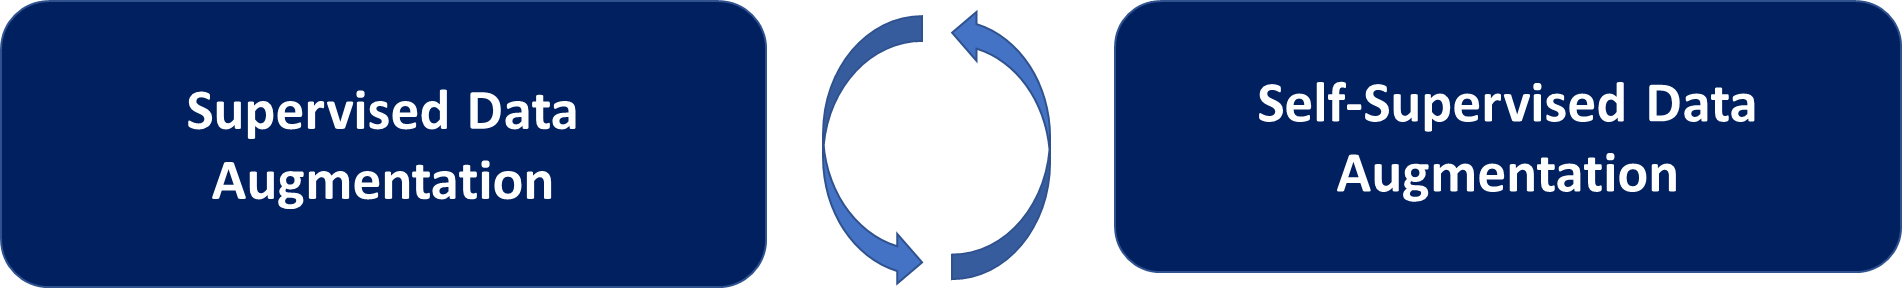 Supervised Data
Augmentation
Self-Supervised Data
Augmentation